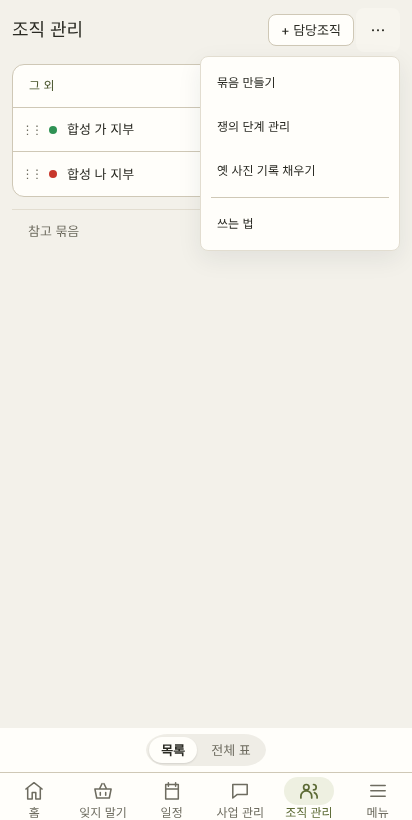 조직 관리
+ 담당조직
...
그 외
합성 가 지부
합성 나 지부
참고 묶음
묶음 만들기
쟁의 단계 관리
옛 사진 기록 채우기
쓰는 법
목록
전체 표
홈
잊지 말기
일정
사업 관리
조직 관리
메뉴